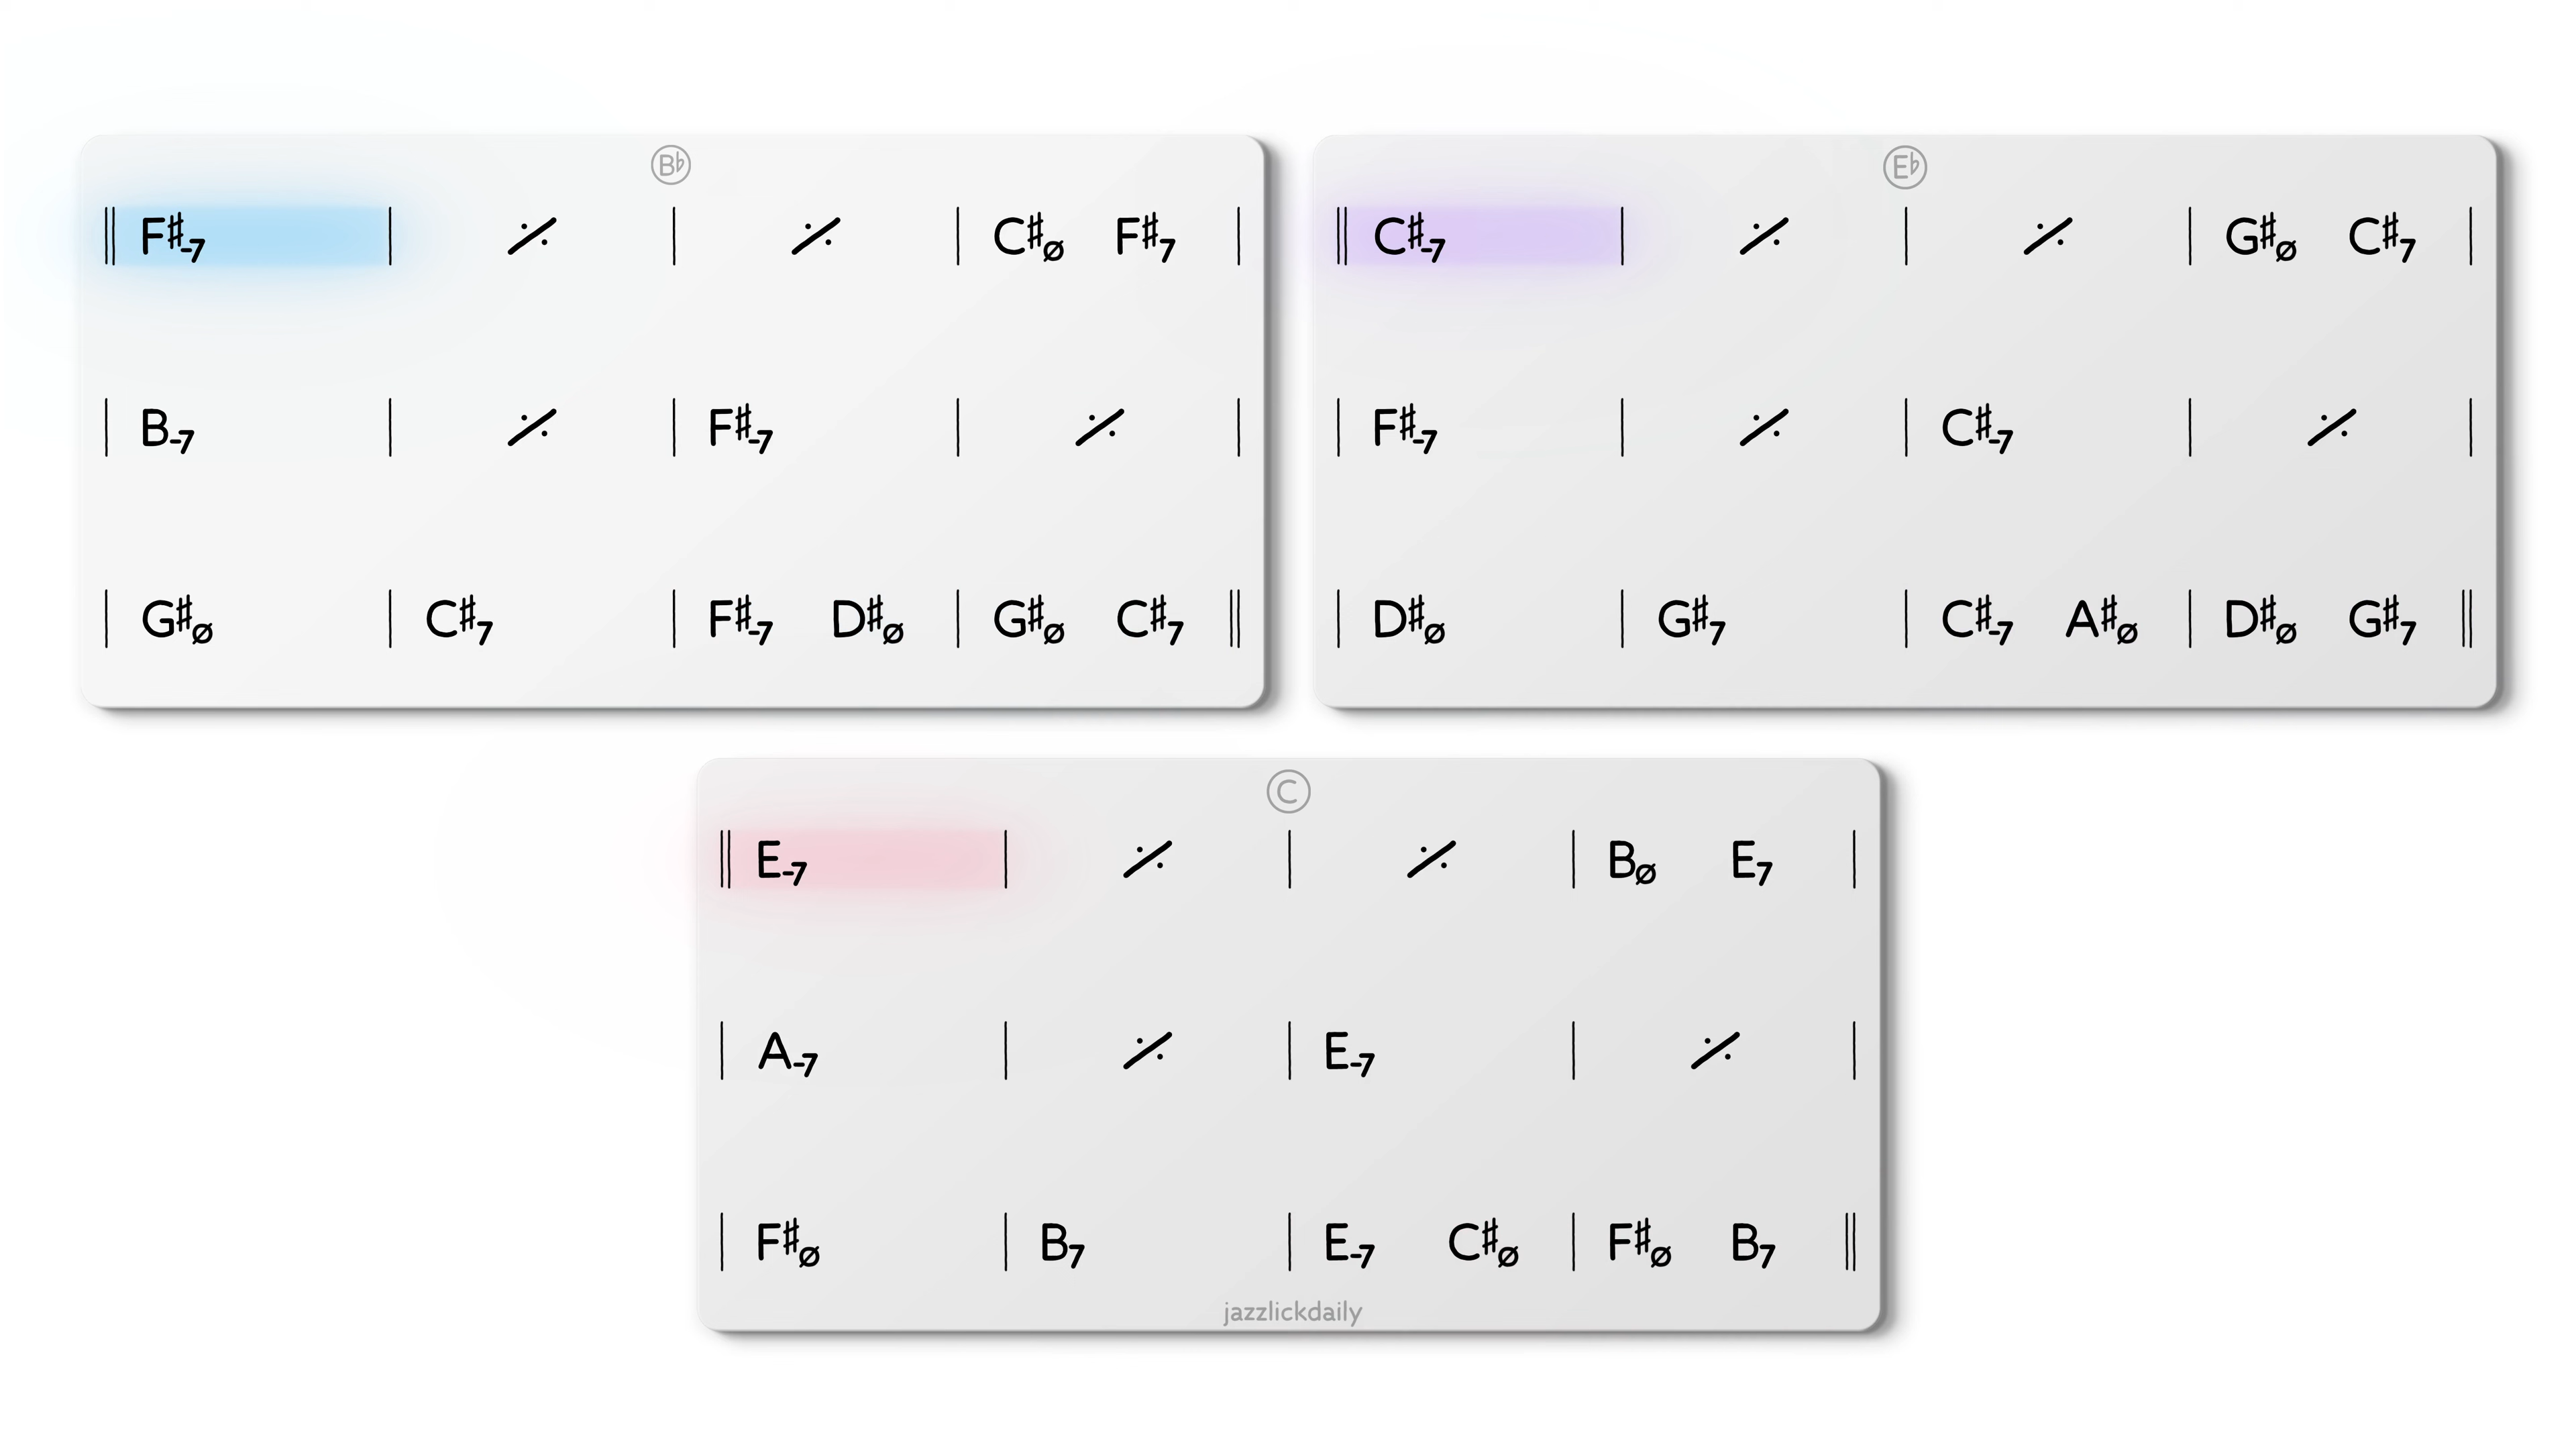 B♭
‖ F♯-7 | 𝄎 | 𝄎 | C♯ø F♯7 |
| B-7 | 𝄎 | F♯-7 | 𝄎 |
| G♯ø | C♯7 | F♯-7 D♯ø | G♯ø C♯7 ‖
E♭
‖ C♯-7 | 𝄎 | 𝄎 | G♯ø C♯7 |
| F♯-7 | 𝄎 | C♯-7 | 𝄎 |
| D♯ø | G♯7 | C♯-7 A♯ø | D♯ø G♯7 ‖
C
‖ E-7 | 𝄎 | 𝄎 | Bø E7 |
| A-7 | 𝄎 | E-7 | 𝄎 |
| F♯ø | B7 | E-7 C♯ø | F♯ø B7 ‖
jazzlickdaily